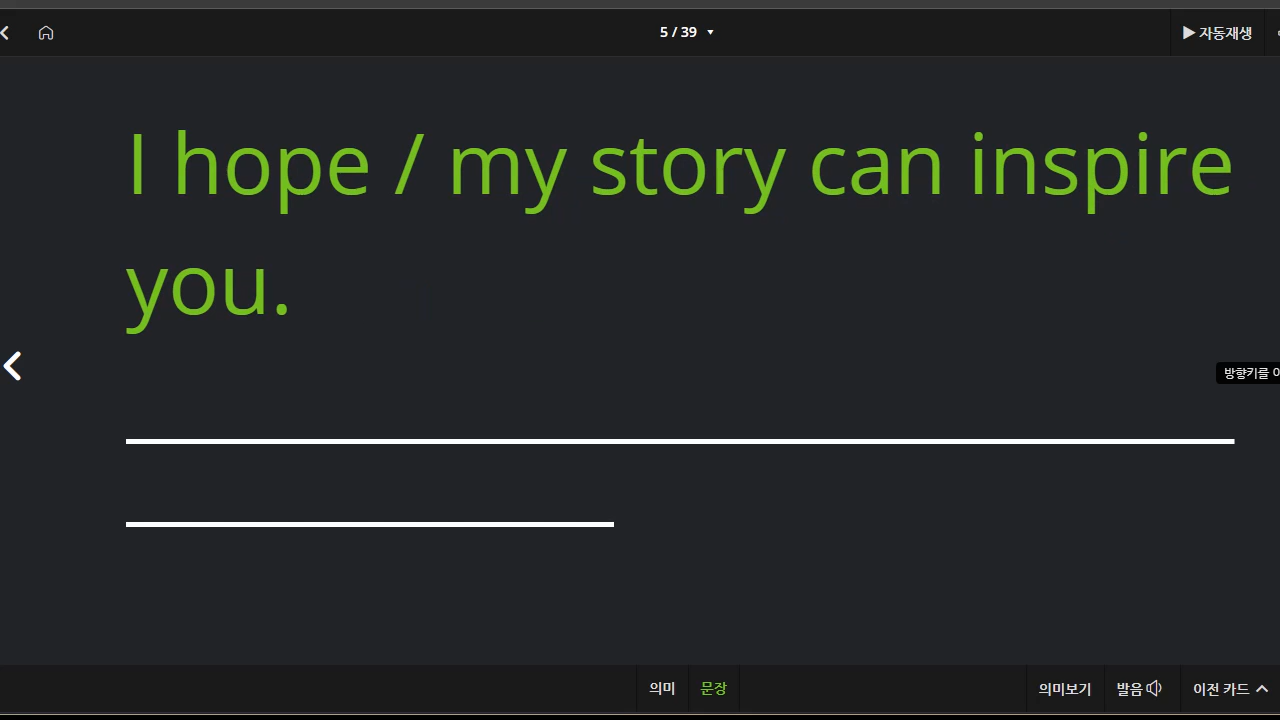 5 / 39
자동재생
I hope / my story can inspire
you.
방향키를
의미
문장
의미보기
발음
이전 카드